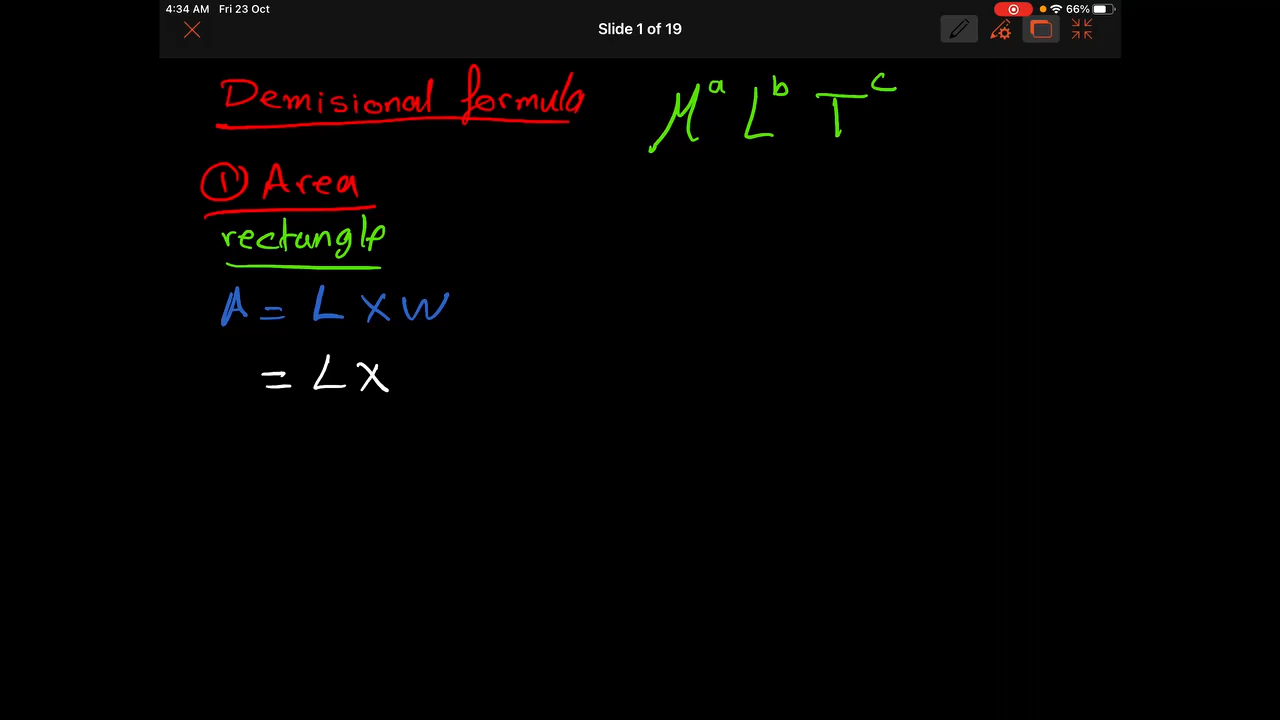 4:34 AM Fri 23 Oct 66%
Slide 1 of 19
Demisional formula M^a L^b T^c
① Area
rectangle
A = L x W
= L x